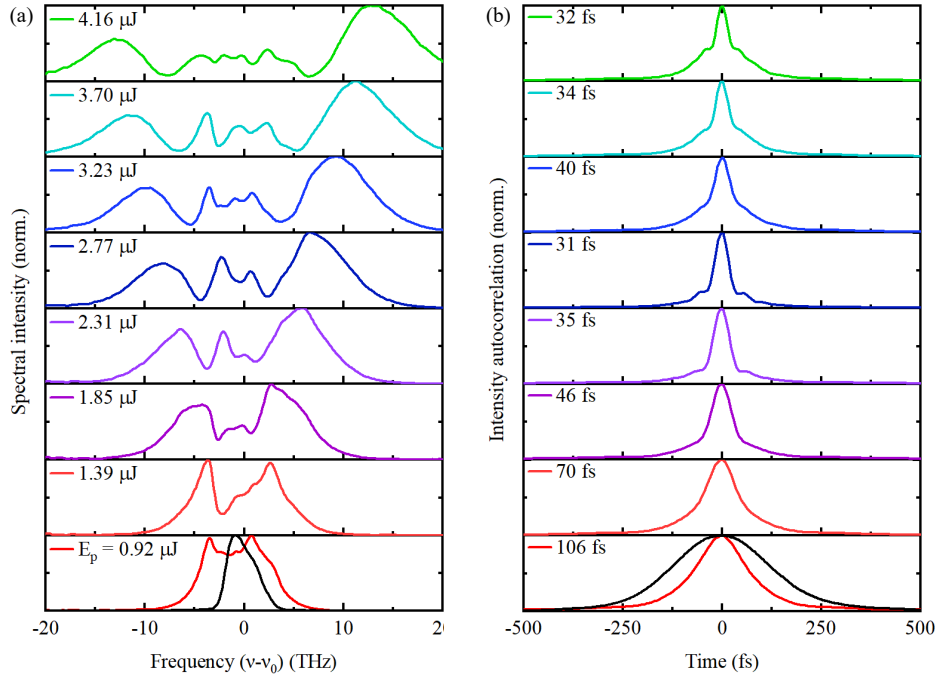 (a)
4.16 μJ
3.70 μJ
3.23 μJ
2.77 μJ
2.31 μJ
1.85 μJ
1.39 μJ
Ep = 0.92 μJ
Spectral intensity (norm.)
-20 -10 0 10 20
Frequency (ν-ν0) (THz)
(b)
32 fs
34 fs
40 fs
31 fs
35 fs
46 fs
70 fs
106 fs
Intensity autocorrelation (norm.)
-500 -250 0 250 500
Time (fs)